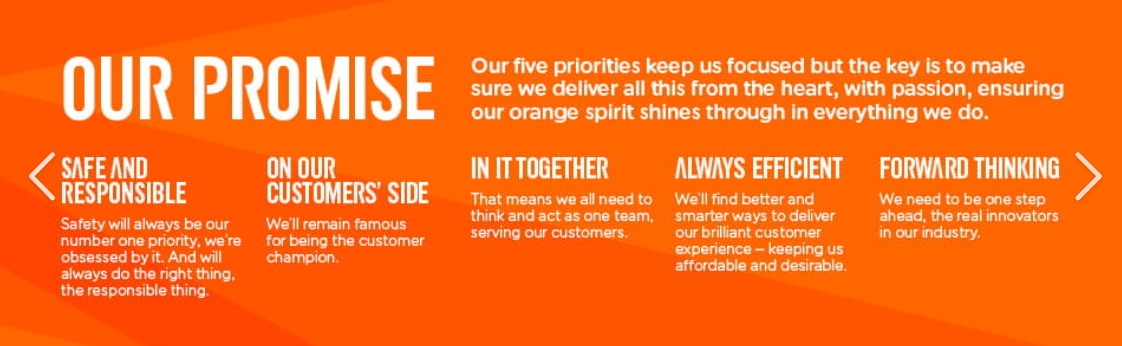 OUR PROMISE
Our five priorities keep us focused but the key is to make
sure we deliver all this from the heart, with passion, ensuring
our orange spirit shines through in everything we do.
SAFE AND
RESPONSIBLE
Safety will always be our
number one priority, we're
obsessed by it. And will
always do the right thing,
the responsible thing.
ON OUR
CUSTOMERS' SIDE
We'll remain famous
for being the customer
champion.
IN IT TOGETHER
That means we all need to
think and act as one team,
serving our customers.
ALWAYS EFFICIENT
We'll find better and
smarter ways to deliver
our brilliant customer
experience – keeping us
affordable and desirable.
FORWARD THINKING
We need to be one step
ahead, the real innovators
in our industry.